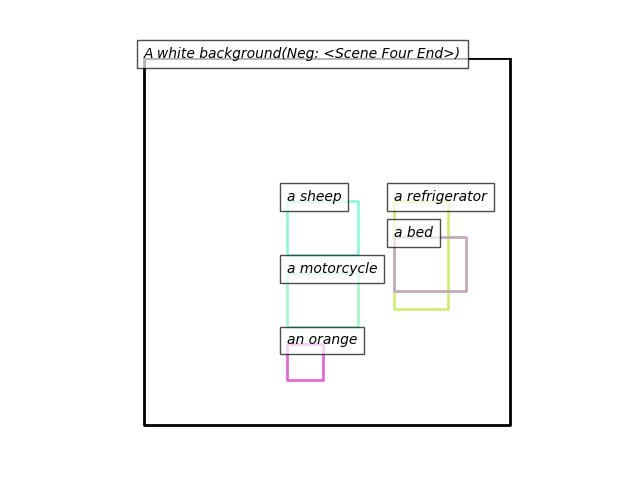 A white background(Neg: <Scene Four End>)
a sheep
a refrigerator
a bed
a motorcycle
an orange